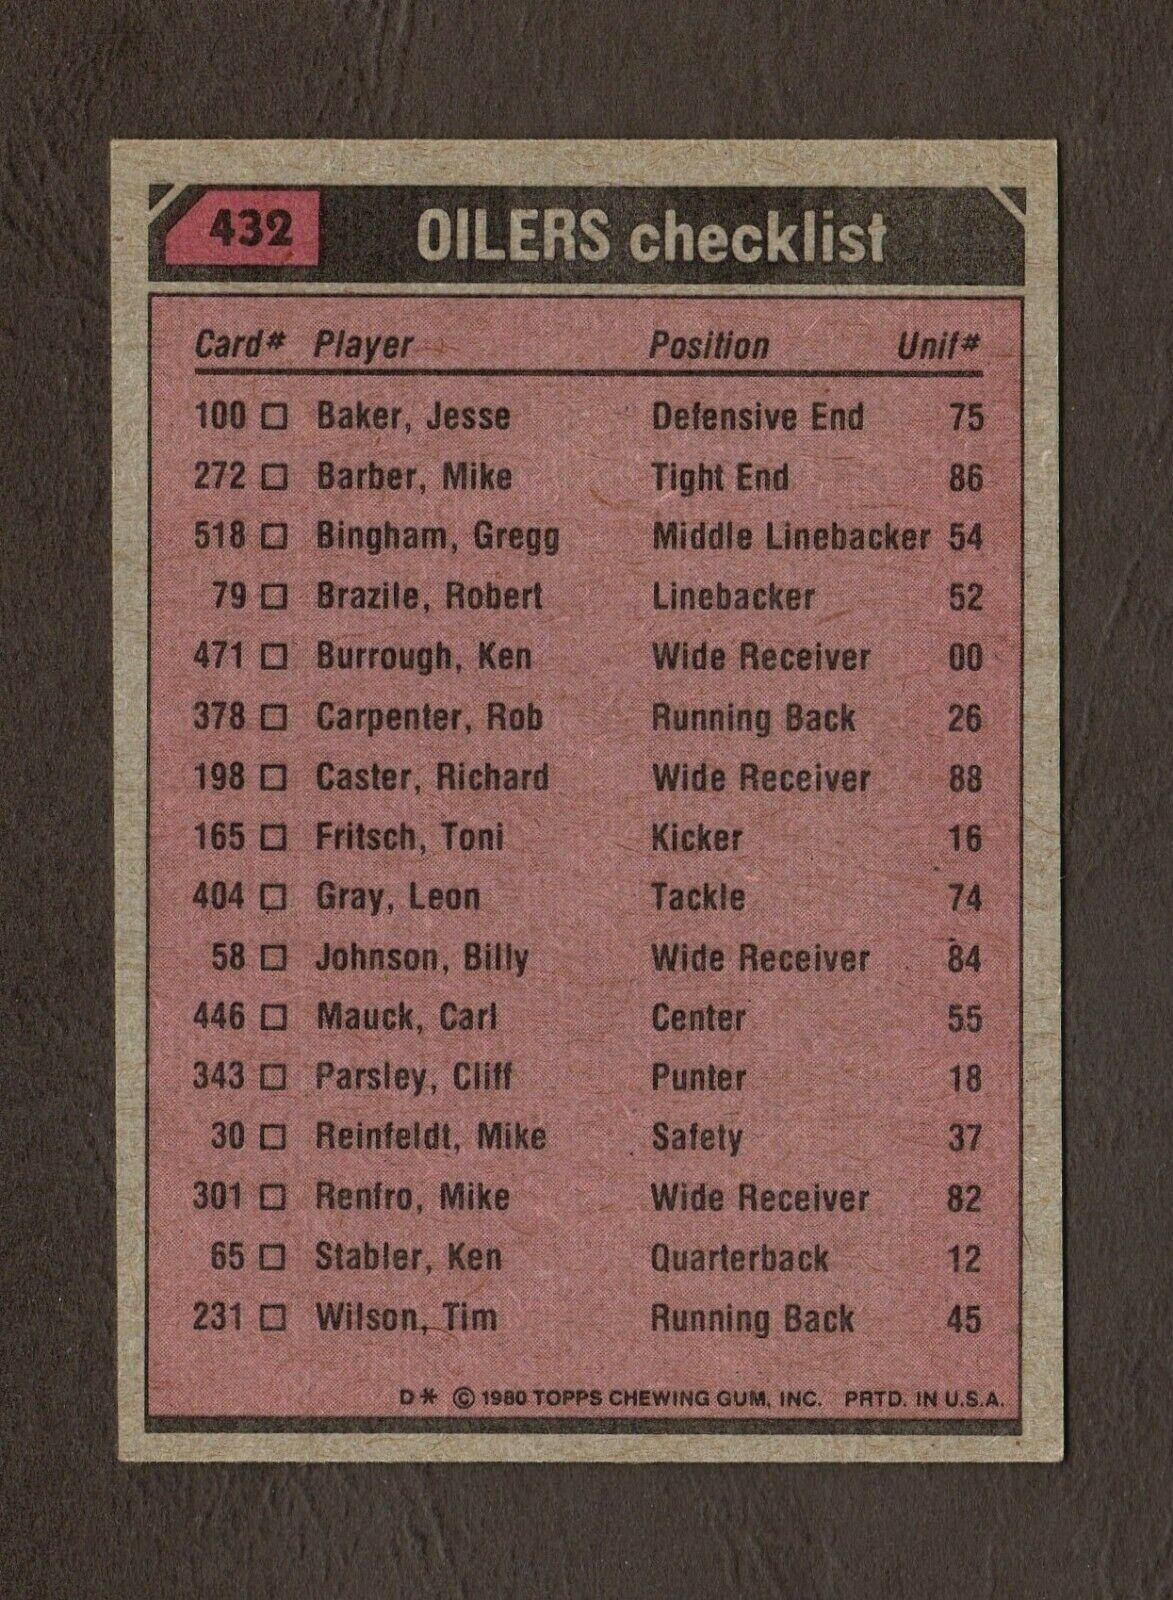 432 OILERS checklist
Card# Player Position Unif#
100 □ Baker, Jesse Defensive End 75
272 □ Barber, Mike Tight End 86
518 □ Bingham, Gregg Middle Linebacker 54
79 □ Brazile, Robert Linebacker 52
471 □ Burrough, Ken Wide Receiver 00
378 □ Carpenter, Rob Running Back 26
198 □ Caster, Richard Wide Receiver 88
165 □ Fritsch, Toni Kicker 16
404 □ Gray, Leon Tackle 74
58 □ Johnson, Billy Wide Receiver 84
446 □ Mauck, Carl Center 55
343 □ Parsley, Cliff Punter 18
30 □ Reinfeldt, Mike Safety 37
301 □ Renfro, Mike Wide Receiver 82
65 □ Stabler, Ken Quarterback 12
231 □ Wilson, Tim Running Back 45
D* © 1980 TOPPS CHEWING GUM, INC. PRTD. IN U.S.A.